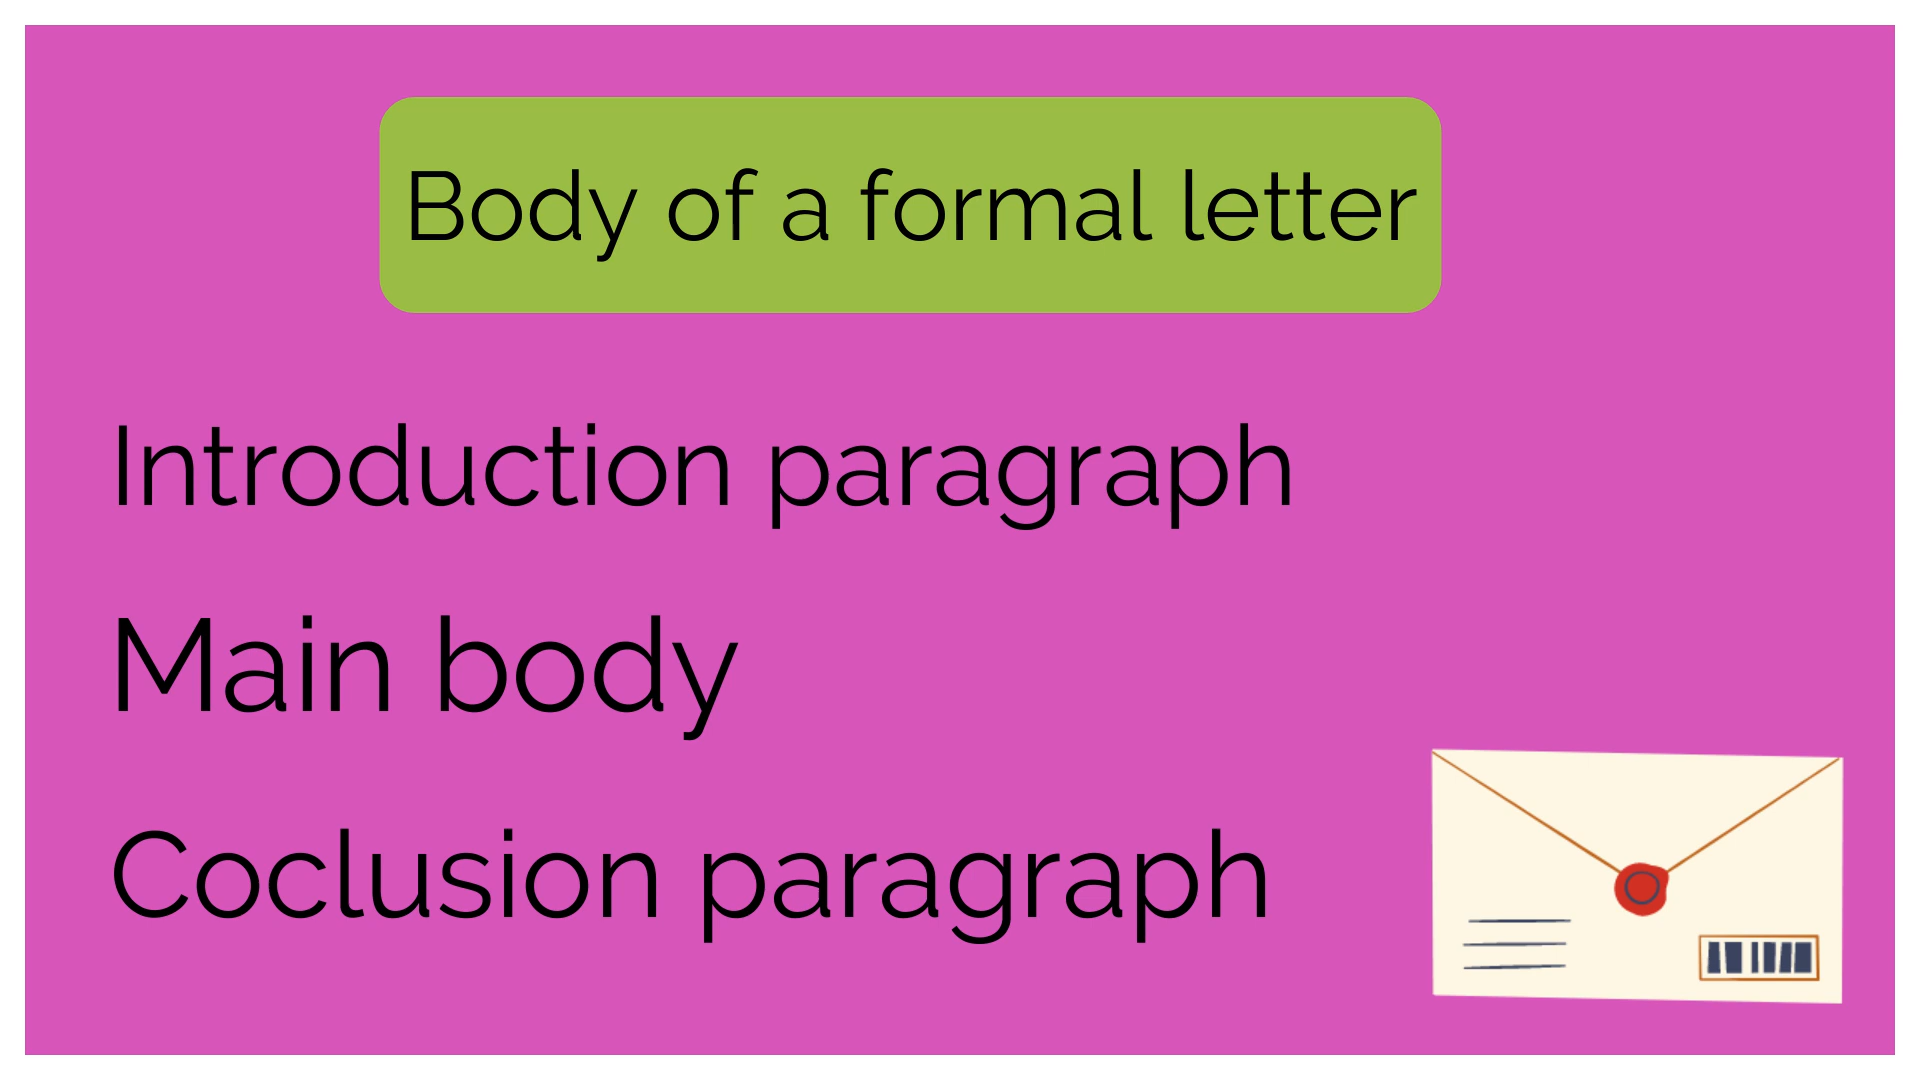 Body of a formal letter
Introduction paragraph
Main body
Coclusion paragraph